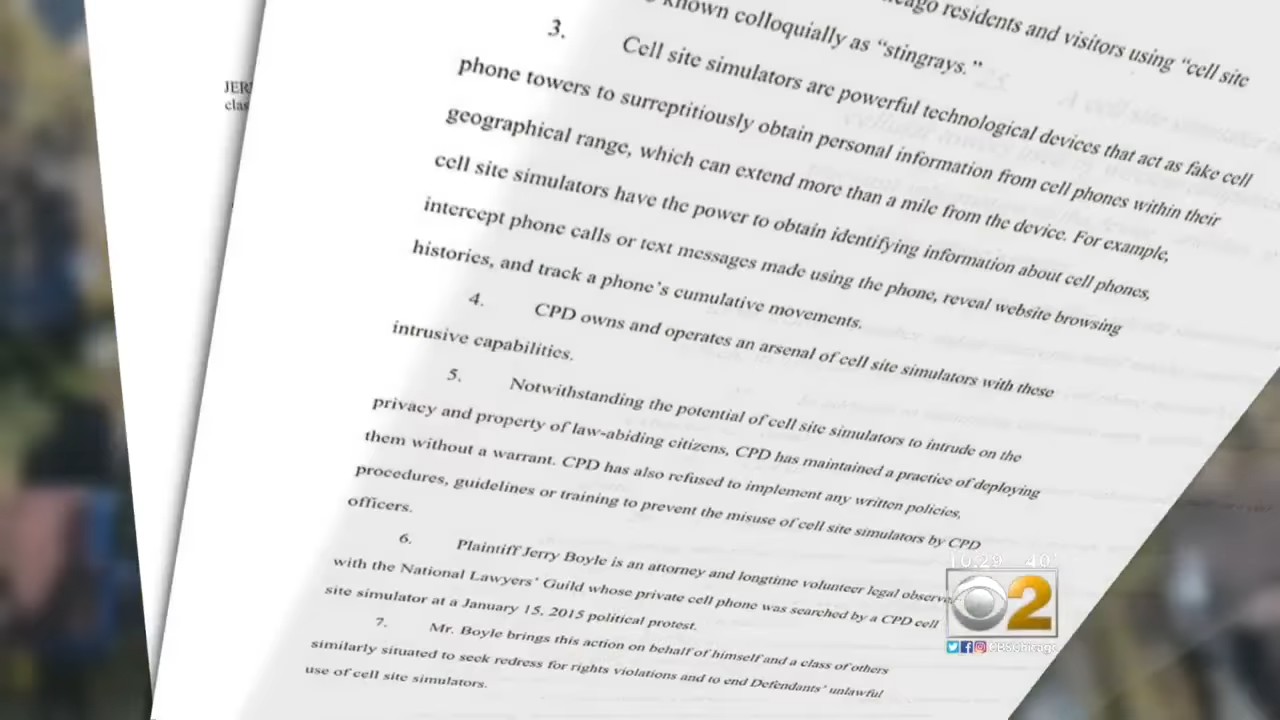 residents and visitors using “cell site
known colloquially as “stingrays.”
3. Cell site simulators are powerful technological devices that act as fake cell
phone towers to surreptitiously obtain personal information from cell phones within their
geographical range, which can extend more than a mile from the device. For example,
cell site simulators have the power to obtain identifying information about cell phones,
intercept phone calls or text messages made using the phone, reveal website browsing
histories, and track a phone’s cumulative movements.
4. CPD owns and operates an arsenal of cell site simulators with these
intrusive capabilities.
5. Notwithstanding the potential of cell site simulators to intrude on the
privacy and property of law-abiding citizens, CPD has maintained a practice of deploying
them without a warrant. CPD has also refused to implement any written policies,
procedures, guidelines or training to prevent the misuse of cell site simulators by CPD
officers.
6. Plaintiff Jerry Boyle is an attorney and longtime volunteer legal observe
with the National Lawyers’ Guild whose private cell phone was searched by a CPD cell
site simulator at a January 15, 2015 political protest.
7. Mr. Boyle brings this action on behalf of himself and a class of others
similarly situated to seek redress for rights violations and to end Defendants’ unlawful
use of cell site simulators.
JER
clas
10:29 40°
2
@CBSChicago